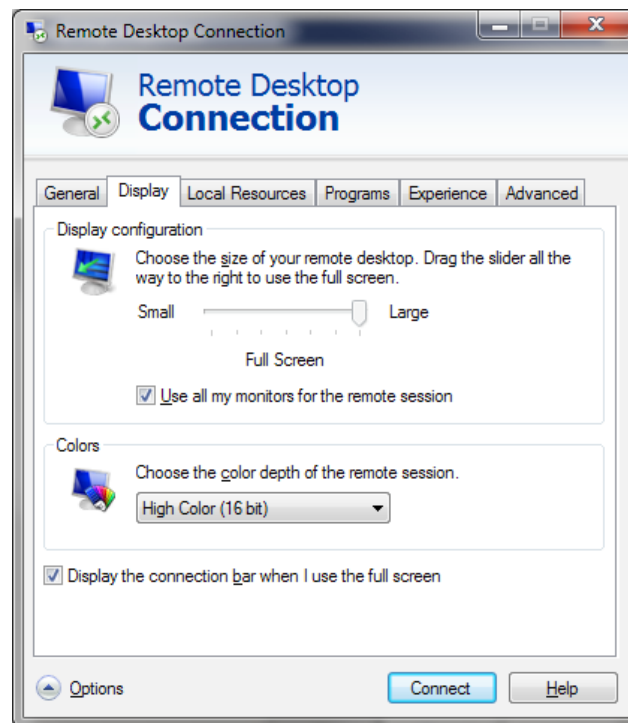 Remote Desktop Connection
Remote Desktop
Connection
General Display Local Resources Programs Experience Advanced
Display configuration
Choose the size of your remote desktop. Drag the slider all the
way to the right to use the full screen.
Small Large
Full Screen
Use all my monitors for the remote session
Colors
Choose the color depth of the remote session.
High Color (16 bit)
Display the connection bar when I use the full screen
Options Connect Help